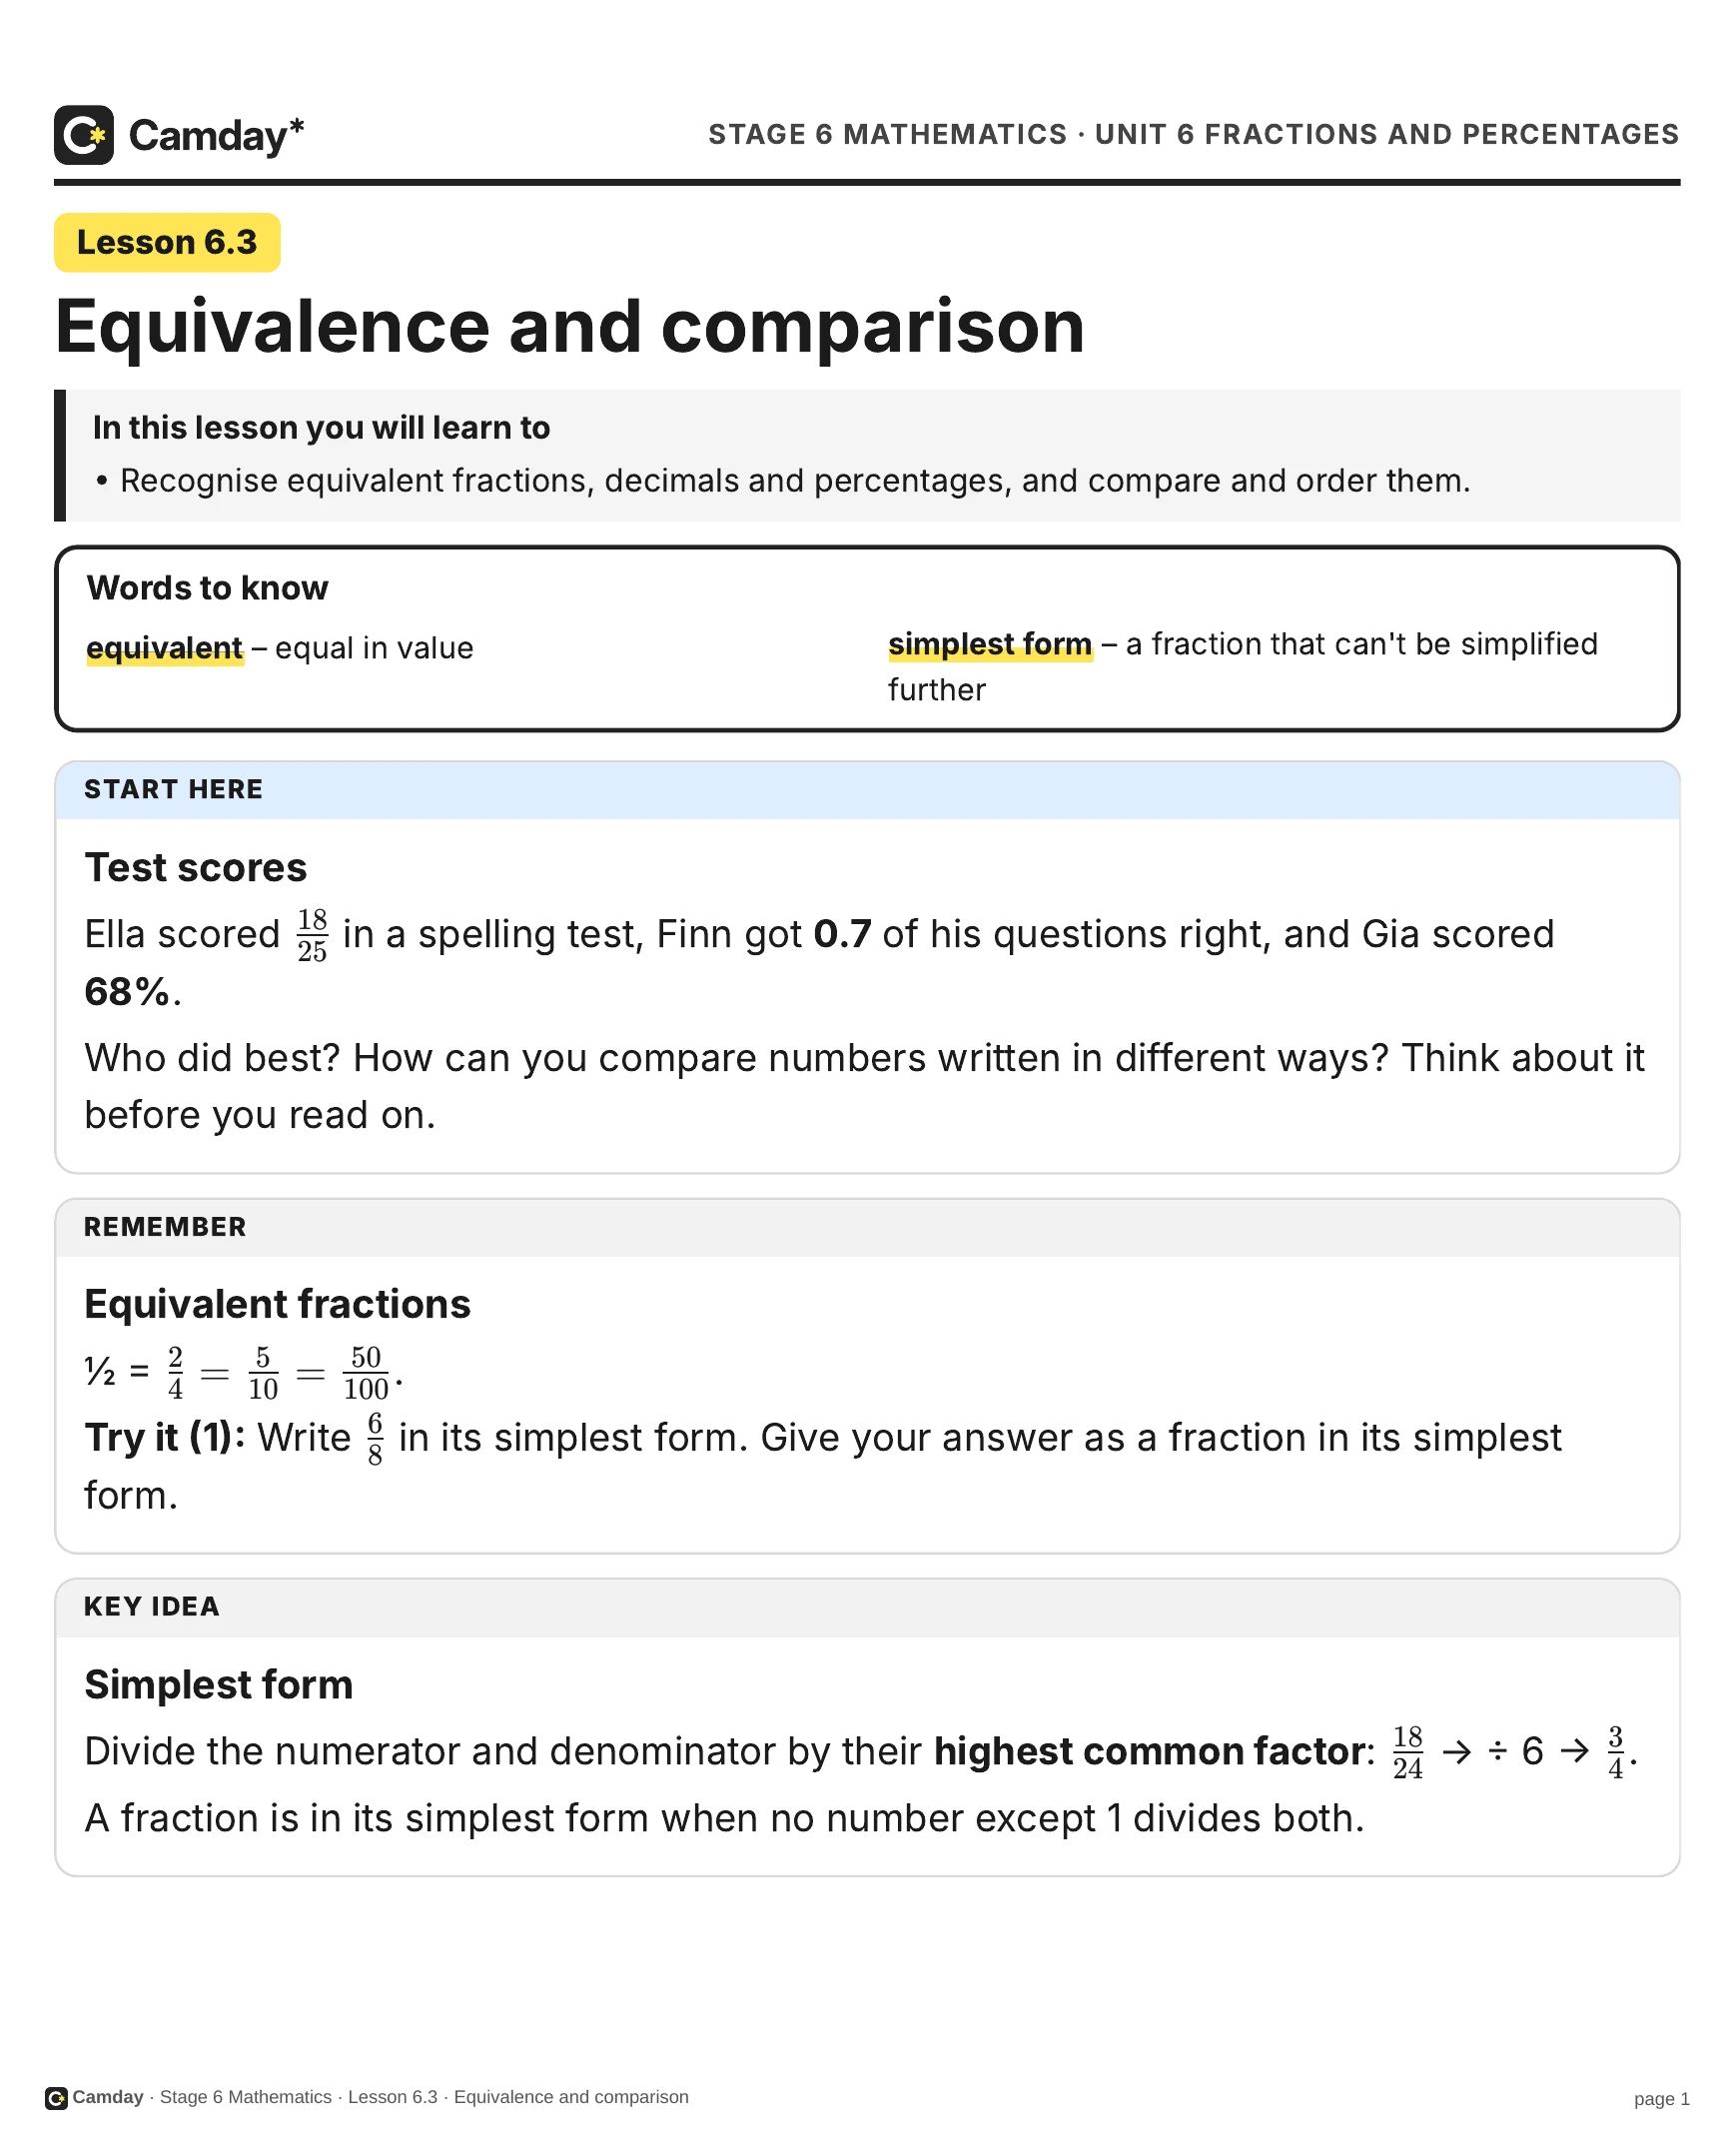 Camday*
STAGE 6 MATHEMATICS · UNIT 6 FRACTIONS AND PERCENTAGES
Lesson 6.3
Equivalence and comparison
In this lesson you will learn to
• Recognise equivalent fractions, decimals and percentages, and compare and order them.
Words to know
equivalent – equal in value
simplest form – a fraction that can't be simplified
further
START HERE
Test scores
Ella scored 18/25 in a spelling test, Finn got 0.7 of his questions right, and Gia scored
68%.
Who did best? How can you compare numbers written in different ways? Think about it
before you read on.
REMEMBER
Equivalent fractions
½ = 2/4 = 5/10 = 50/100.
Try it (1): Write 6/8 in its simplest form. Give your answer as a fraction in its simplest
form.
KEY IDEA
Simplest form
Divide the numerator and denominator by their highest common factor: 18/24 → ÷ 6 → 3/4.
A fraction is in its simplest form when no number except 1 divides both.
Camday · Stage 6 Mathematics · Lesson 6.3 · Equivalence and comparison
page 1